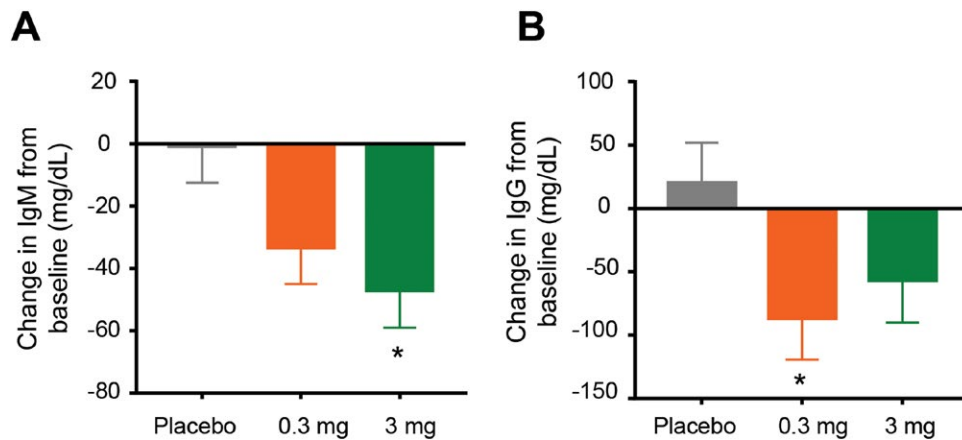 A
Change in IgM from
baseline (mg/dL)
20
0
-20
-40
-60
-80
*
Placebo
0.3 mg
3 mg
B
Change in IgG from
baseline (mg/dL)
100
50
0
-50
-100
-150
*
Placebo
0.3 mg
3 mg